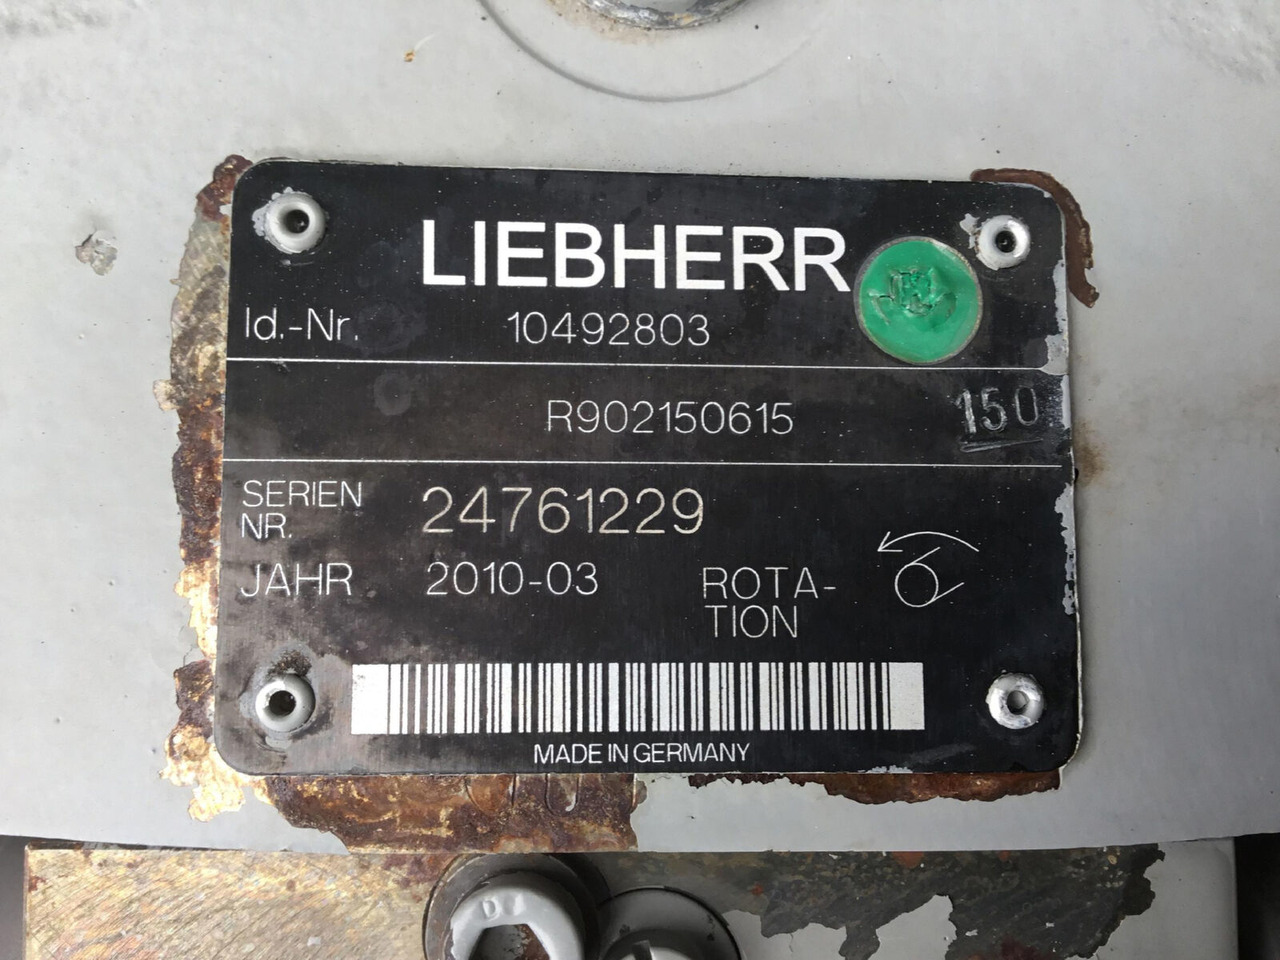 LIEBHERR
Id.-Nr. 10492803
R902150615 150
SERIEN NR. 24761229
JAHR 2010-03 ROTA-
TION
MADE IN GERMANY